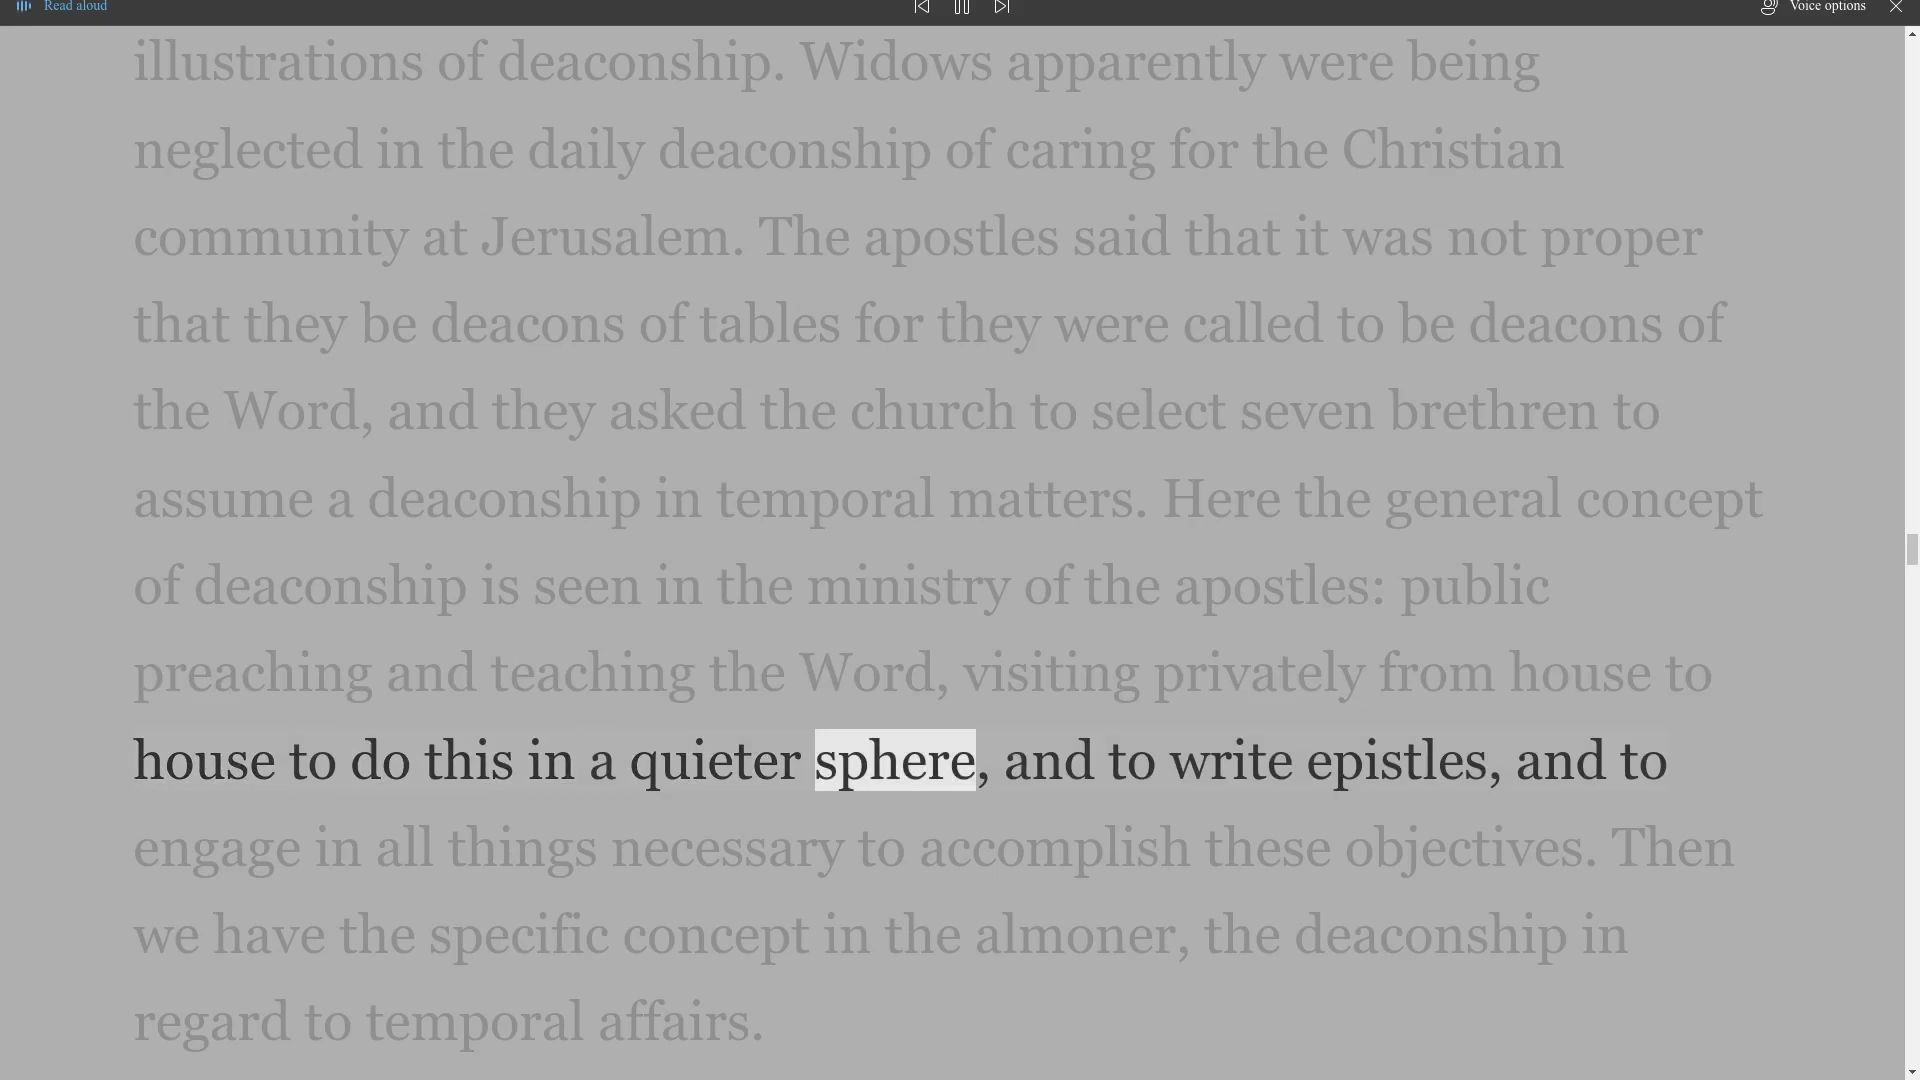 Read aloud
Voice options
illustrations of deaconship. Widows apparently were being
neglected in the daily deaconship of caring for the Christian
community at Jerusalem. The apostles said that it was not proper
that they be deacons of tables for they were called to be deacons of
the Word, and they asked the church to select seven brethren to
assume a deaconship in temporal matters. Here the general concept
of deaconship is seen in the ministry of the apostles: public
preaching and teaching the Word, visiting privately from house to
house to do this in a quieter sphere, and to write epistles, and to
engage in all things necessary to accomplish these objectives. Then
we have the specific concept in the almoner, the deaconship in
regard to temporal affairs.